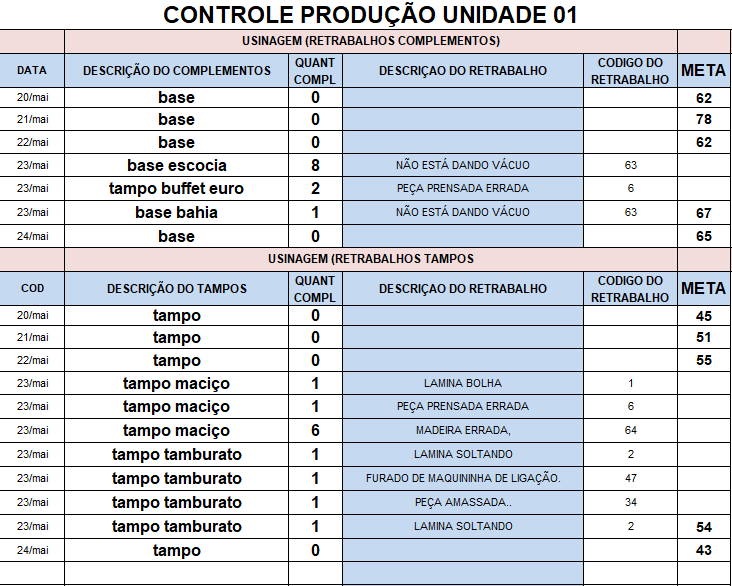 CONTROLE PRODUÇÃO UNIDADE 01
USINAGEM (RETRABALHOS COMPLEMENTOS)
DATA DESCRIÇÃO DO COMPLEMENTOS QUANT COMPL DESCRIÇAO DO RETRABALHO CODIGO DO RETRABALHO META
20/mai base 0 62
21/mai base 0 78
22/mai base 0 62
23/mai base escocia 8 NÃO ESTÁ DANDO VÁCUO 63
23/mai tampo buffet euro 2 PEÇA PRENSADA ERRADA 6
23/mai base bahia 1 NÃO ESTÁ DANDO VÁCUO 63 67
24/mai base 0 65
USINAGEM (RETRABALHOS TAMPOS
COD DESCRIÇÃO DO TAMPOS QUANT COMPL DESCRIÇAO DO RETRABALHO CODIGO DO RETRABALHO META
20/mai tampo 0 45
21/mai tampo 0 51
22/mai tampo 0 55
23/mai tampo maciço 1 LAMINA BOLHA 1
23/mai tampo maciço 1 PEÇA PRENSADA ERRADA 6
23/mai tampo maciço 6 MADEIRA ERRADA, 64
23/mai tampo tamburato 1 LAMINA SOLTANDO 2
23/mai tampo tamburato 1 FURADO DE MAQUININHA DE LIGAÇÃO. 47
23/mai tampo tamburato 1 PEÇA AMASSADA.. 34
23/mai tampo tamburato 1 LAMINA SOLTANDO 2 54
24/mai tampo 0 43